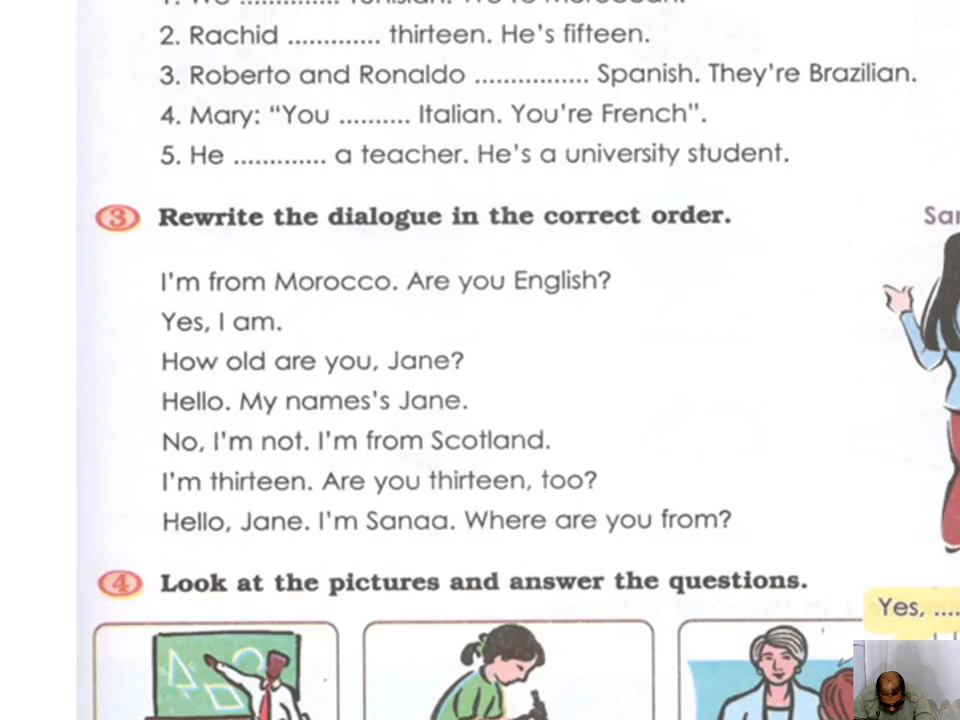 2. Rachid ............. thirteen. He's fifteen.
3. Roberto and Ronaldo ................ Spanish. They're Brazilian.
4. Mary: “You .......... Italian. You're French”.
5. He ............. a teacher. He's a university student.
3 Rewrite the dialogue in the correct order.
I'm from Morocco. Are you English?
Yes, I am.
How old are you, Jane?
Hello. My names's Jane.
No, I'm not. I'm from Scotland.
I'm thirteen. Are you thirteen, too?
Hello, Jane. I'm Sanaa. Where are you from?
4 Look at the pictures and answer the questions.
Yes, ....